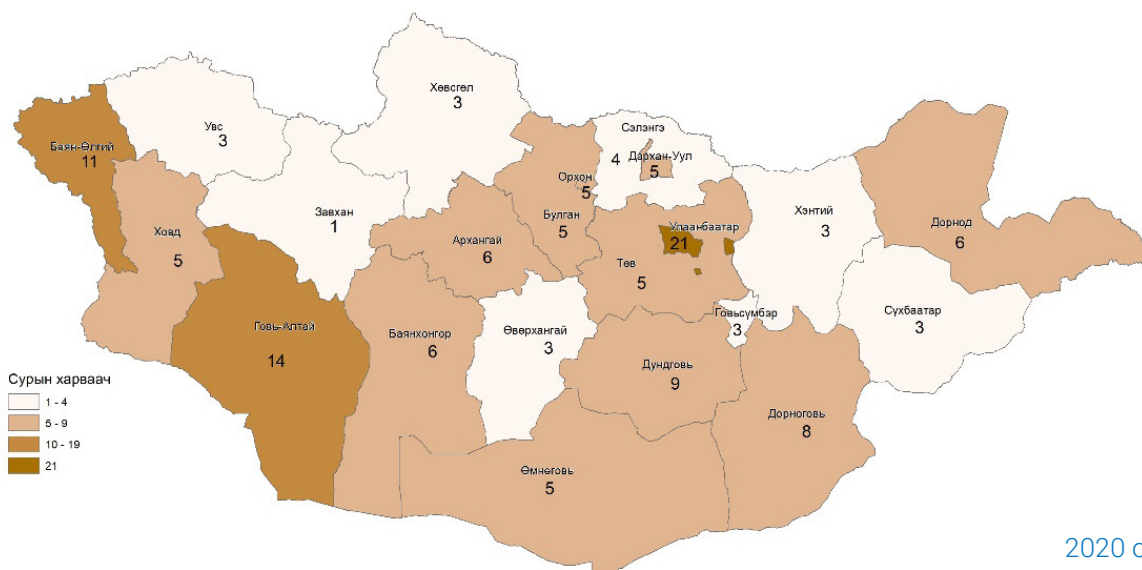 Хөвсгөл
3
Увс
3
Баян-Өлгий
11
Сэлэнгэ
4
Дархан-Уул
5
Орхон
5
Завхан
1
Ховд
5
Архангай
6
Булган
5
Улаанбаатар
21
Төв
5
Хэнтий
3
Дорнод
6
Сүхбаатар
3
Говьсүмбэр
3
Говь-Алтай
14
Баянхонгор
6
Өвөрхангай
3
Дундговь
9
Дорноговь
8
Өмнөговь
5
Сурын харваач
1 - 4
5 - 9
10 - 19
21
2020 о